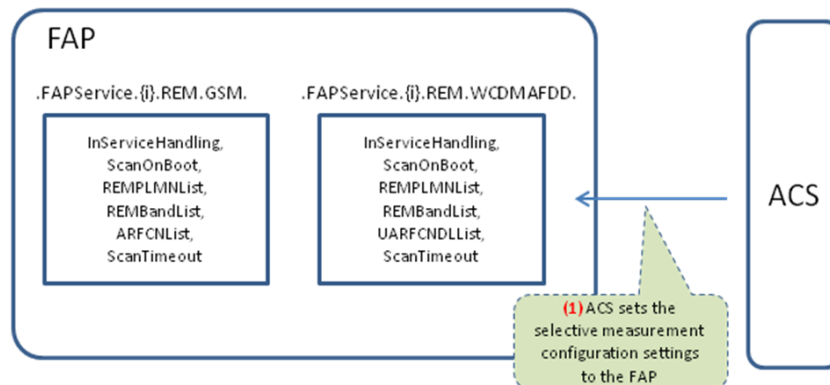 FAP
.FAPService.{i}.REM.GSM.
InServiceHandling,
ScanOnBoot,
REMPLMNList,
REMBandList,
ARFCNList,
ScanTimeout
.FAPService.{i}.REM.WCDMAFDD.
InServiceHandling,
ScanOnBoot,
REMPLMNList,
REMBandList,
UARFCNDLList,
ScanTimeout
ACS
(1) ACS sets the
selective measurement
configuration settings
to the FAP